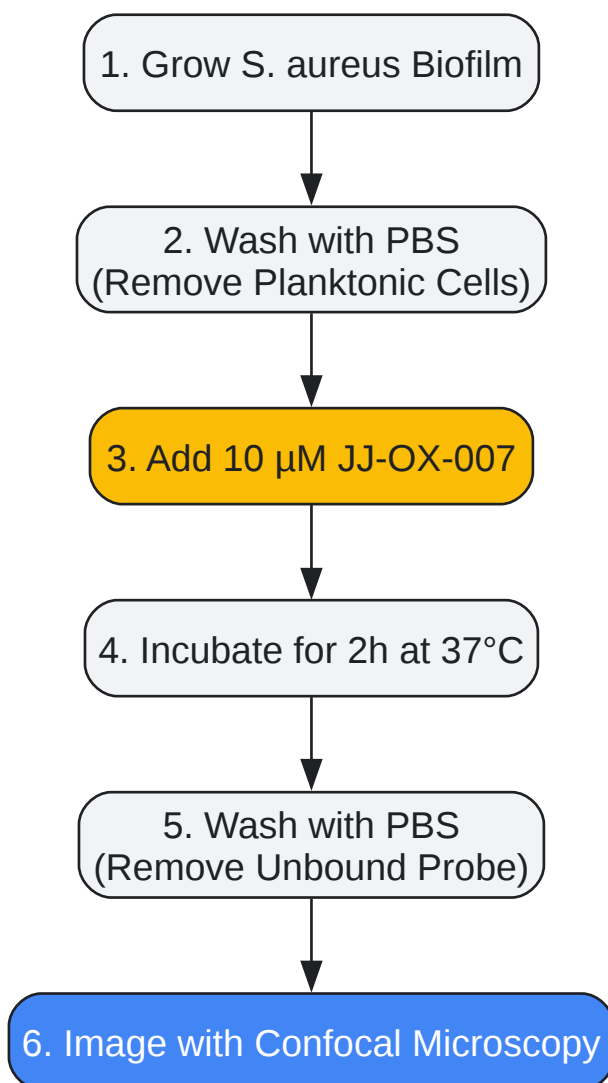 1. Grow S. aureus Biofilm
2. Wash with PBS
(Remove Planktonic Cells)
3. Add 10 µM JJ-OX-007
4. Incubate for 2h at 37°C
5. Wash with PBS
(Remove Unbound Probe)
6. Image with Confocal Microscopy